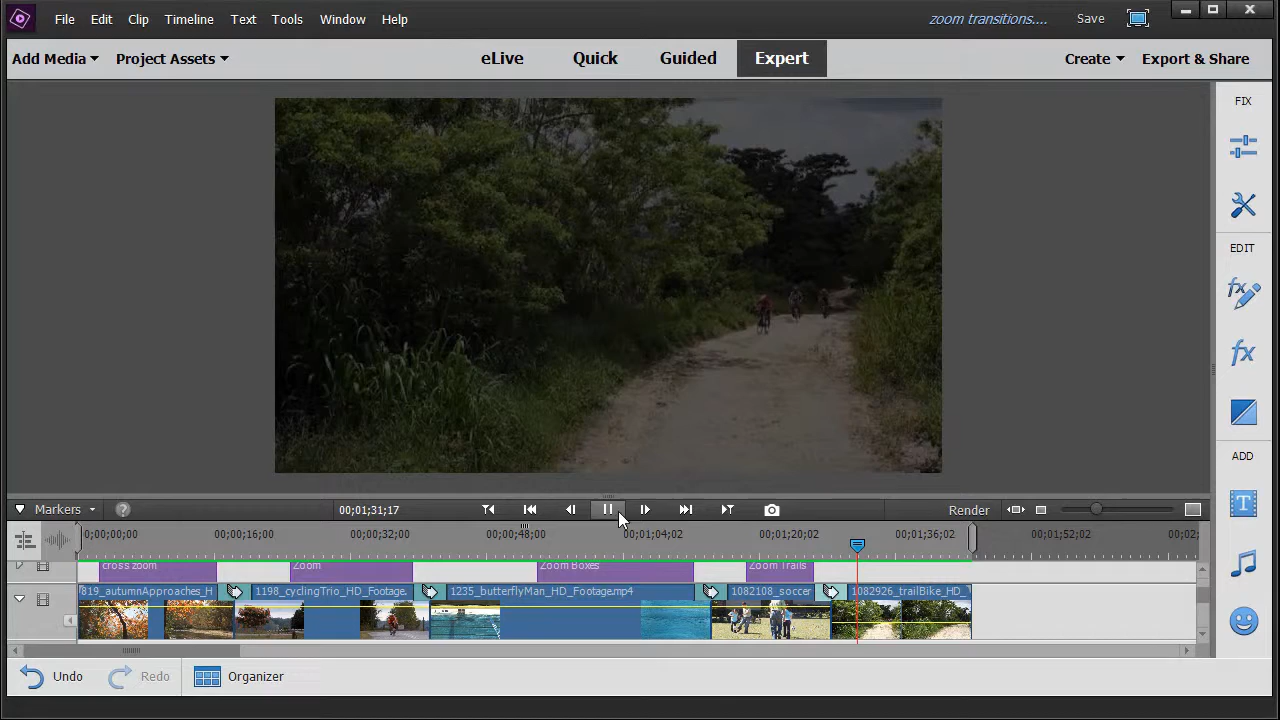 File Edit Clip Timeline Text Tools Window Help
zoom transitions.... Save
Add Media Project Assets
eLive Quick Guided Expert
Create Export & Share
FIX
EDIT
ADD
Markers ? 00;01;31;17 Render
0;00;00;00 00;00;16;00 00;00;32;00 00;00;48;00 00;01;04;02 00;01;20;02 00;01;36;02 00;01;52;02 00;02;
cross zoom Zoom Zoom Boxes Zoom Trails
819_autumnApproaches_H 1198_cyclingTrio_HD_Footage. 1235_butterflyMan_HD_Footage.mp4 1082108_soccer 1082926_trailBike_HD_
Undo Redo Organizer